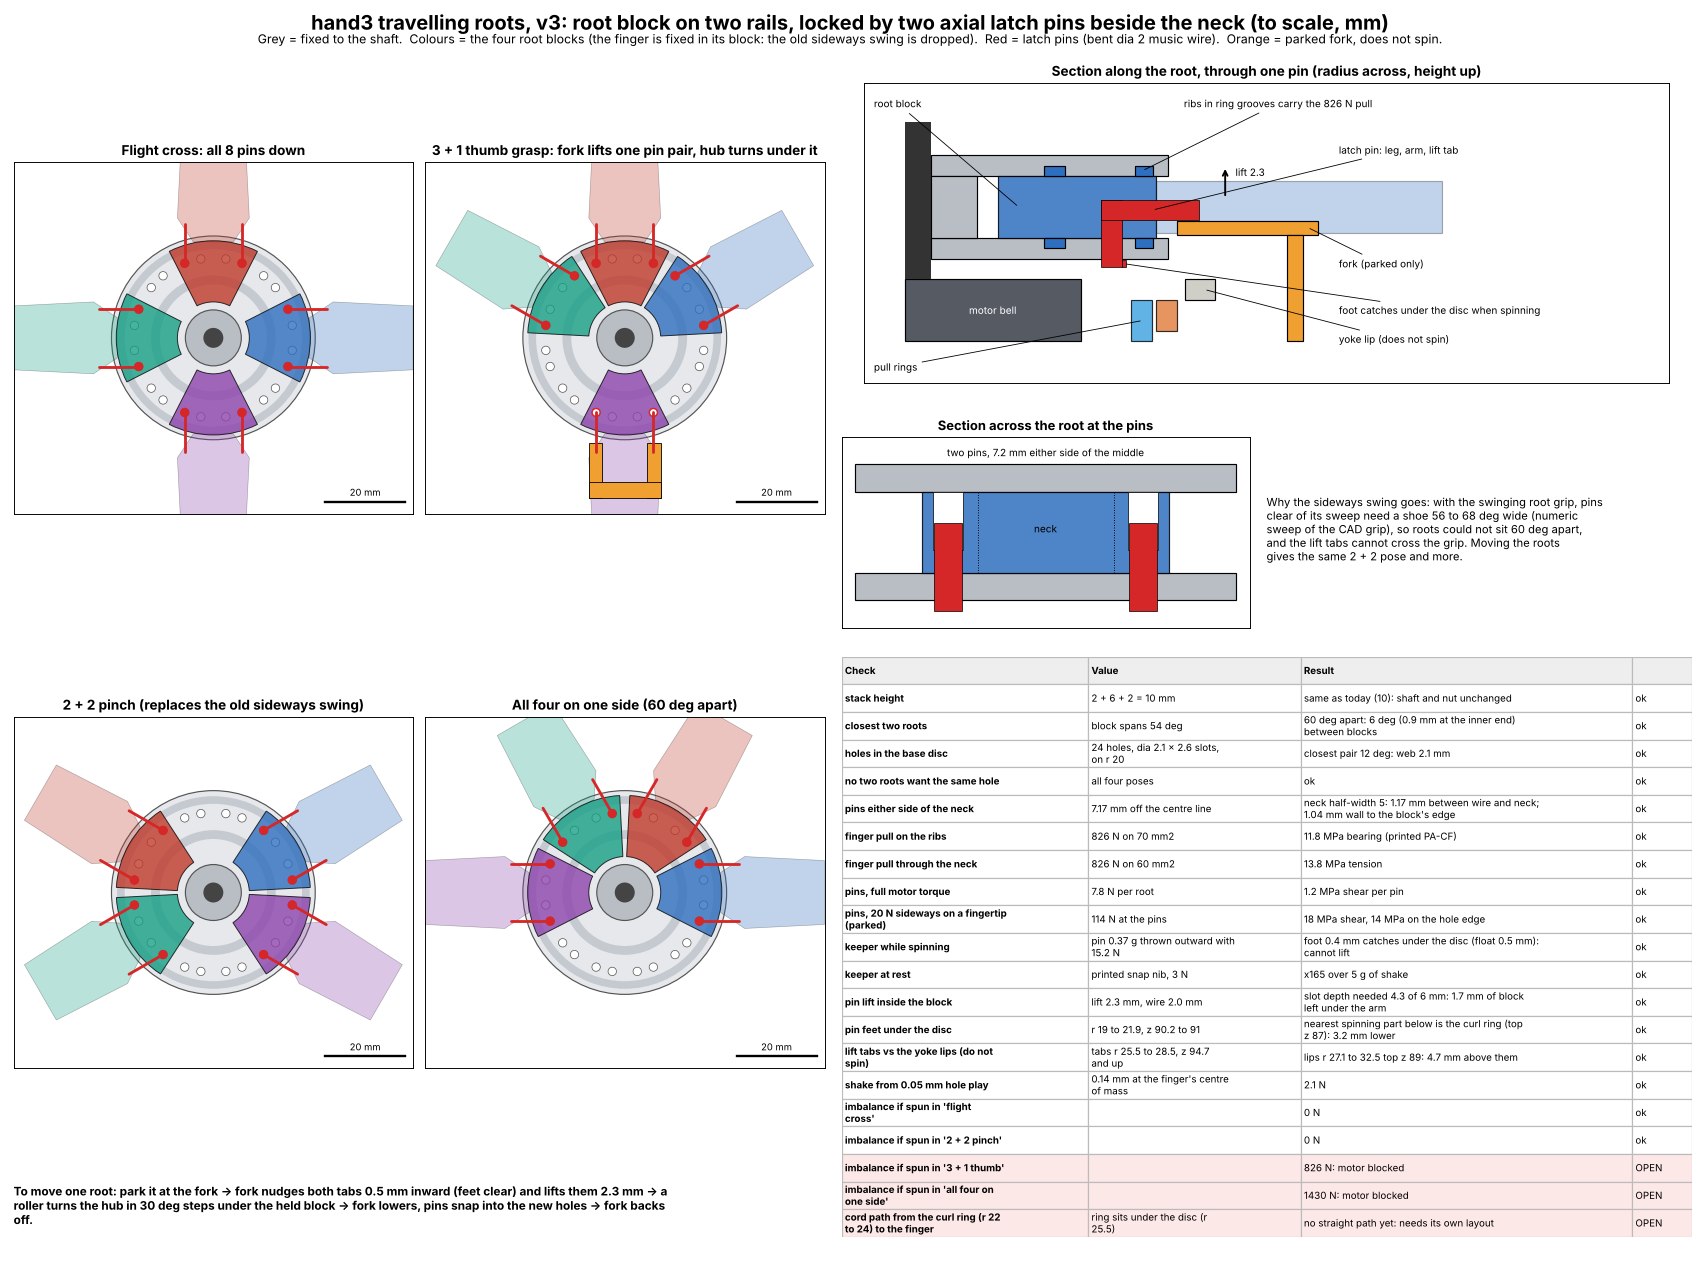 hand3 travelling roots, v3: root block on two rails, locked by two axial latch pins beside the neck (to scale, mm)
Grey = fixed to the shaft.  Colours = the four root blocks (the finger is fixed in its block: the old sideways swing is dropped).  Red = latch pins (bent dia 2 music wire).  Orange = parked fork, does not spin.
Flight cross: all 8 pins down
20 mm
3 + 1 thumb grasp: fork lifts one pin pair, hub turns under it
20 mm
Section along the root, through one pin (radius across, height up)
root block
ribs in ring grooves carry the 826 N pull
latch pin: leg, arm, lift tab
lift 2.3
fork (parked only)
motor bell
foot catches under the disc when spinning
yoke lip (does not spin)
pull rings
Section across the root at the pins
two pins, 7.2 mm either side of the middle
neck
Why the sideways swing goes: with the swinging root grip, pins
clear of its sweep need a shoe 56 to 68 deg wide (numeric
sweep of the CAD grip), so roots could not sit 60 deg apart,
and the lift tabs cannot cross the grip. Moving the roots
gives the same 2 + 2 pose and more.
2 + 2 pinch (replaces the old sideways swing)
20 mm
All four on one side (60 deg apart)
20 mm
Check Value Result
stack height 2 + 6 + 2 = 10 mm same as today (10): shaft and nut unchanged ok
closest two roots block spans 54 deg 60 deg apart: 6 deg (0.9 mm at the inner end)
between blocks ok
holes in the base disc 24 holes, dia 2.1 × 2.6 slots,
on r 20 closest pair 12 deg: web 2.1 mm ok
no two roots want the same hole all four poses ok ok
pins either side of the neck 7.17 mm off the centre line neck half-width 5: 1.17 mm between wire and neck;
1.04 mm wall to the block's edge ok
finger pull on the ribs 826 N on 70 mm2 11.8 MPa bearing (printed PA-CF) ok
finger pull through the neck 826 N on 60 mm2 13.8 MPa tension ok
pins, full motor torque 7.8 N per root 1.2 MPa shear per pin ok
pins, 20 N sideways on a fingertip
(parked) 114 N at the pins 18 MPa shear, 14 MPa on the hole edge ok
keeper while spinning pin 0.37 g thrown outward with
15.2 N foot 0.4 mm catches under the disc (float 0.5 mm):
cannot lift ok
keeper at rest printed snap nib, 3 N x165 over 5 g of shake ok
pin lift inside the block lift 2.3 mm, wire 2.0 mm slot depth needed 4.3 of 6 mm: 1.7 mm of block
left under the arm ok
pin feet under the disc r 19 to 21.9, z 90.2 to 91 nearest spinning part below is the curl ring (top
z 87): 3.2 mm lower ok
lift tabs vs the yoke lips (do not
spin) tabs r 25.5 to 28.5, z 94.7
and up lips r 27.1 to 32.5 top z 89: 4.7 mm above them ok
shake from 0.05 mm hole play 0.14 mm at the finger's centre
of mass 2.1 N ok
imbalance if spun in 'flight
cross' 0 N ok
imbalance if spun in '2 + 2 pinch' 0 N ok
imbalance if spun in '3 + 1 thumb' 826 N: motor blocked OPEN
imbalance if spun in 'all four on
one side' 1430 N: motor blocked OPEN
cord path from the curl ring (r 22
to 24) to the finger ring sits under the disc (r
25.5) no straight path yet: needs its own layout OPEN
To move one root: park it at the fork → fork nudges both tabs 0.5 mm inward (feet clear) and lifts them 2.3 mm → a
roller turns the hub in 30 deg steps under the held block → fork lowers, pins snap into the new holes → fork backs
off.